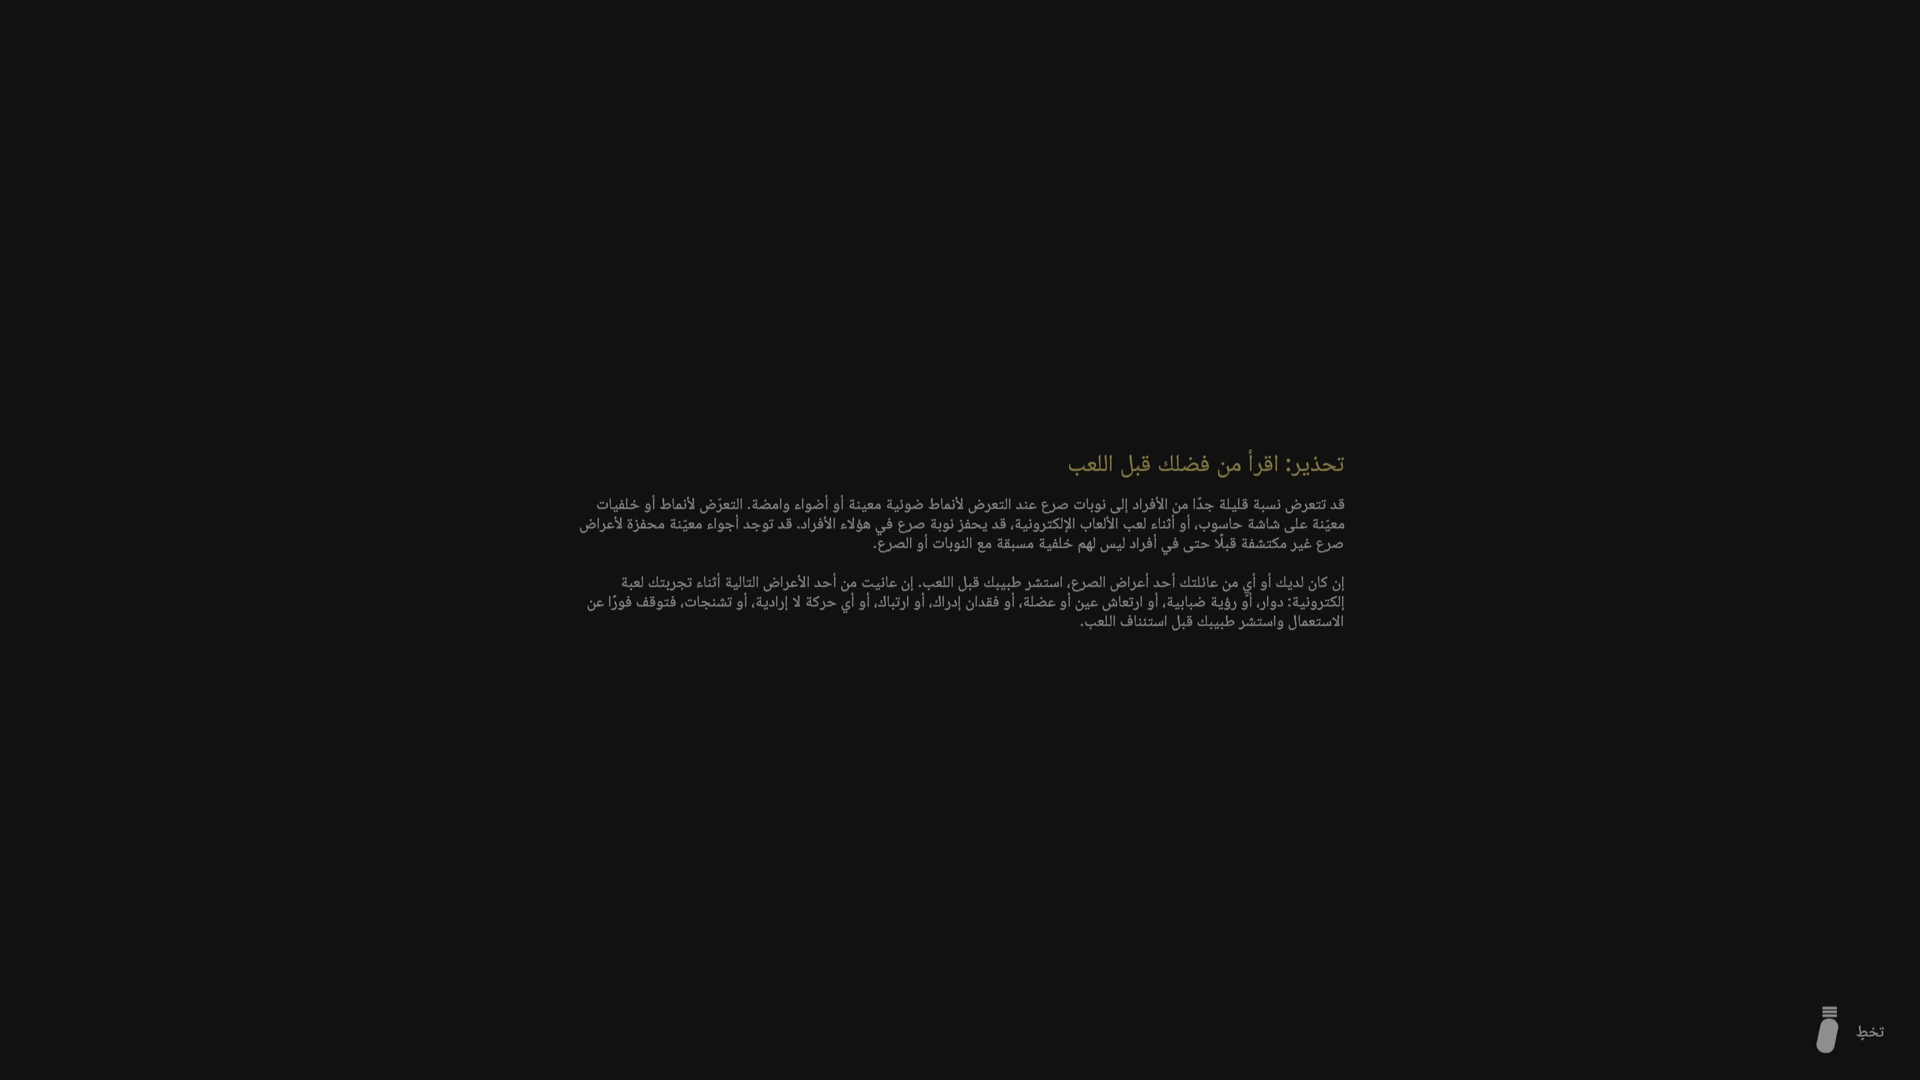 تحذير: اقرأ من فضلك قبل اللعب
قد تتعرض نسبة قليلة جدًا من الأفراد إلى نوبات صرع عند التعرض لأنماط ضوئية معينة أو أضواء وامضة. التعرّض لأنماط أو خلفيات
معيّنة على شاشة حاسوب، أو أثناء لعب الألعاب الإلكترونية، قد يحفز نوبة صرع في هؤلاء الأفراد. قد توجد أجواء معيّنة محفزة لأعراض
صرع غير مكتشفة قبلًا حتى في أفراد ليس لهم خلفية مسبقة مع النوبات أو الصرع.
إن كان لديك أو أيٍ من عائلتك أحد أعراض الصرع، استشر طبيبك قبل اللعب. إن عانيت من أحد الأعراض التالية أثناء تجربتك لعبة
إلكترونية: دوار، أو رؤية ضبابية، أو ارتعاش عين أو عضلة، أو فقدان إدراك، أو ارتباك، أو أي حركة لا إرادية، أو تشنجات، فتوقف فورًا عن
الاستعمال واستشر طبيبك قبل استئناف اللعب.
تخطٍ